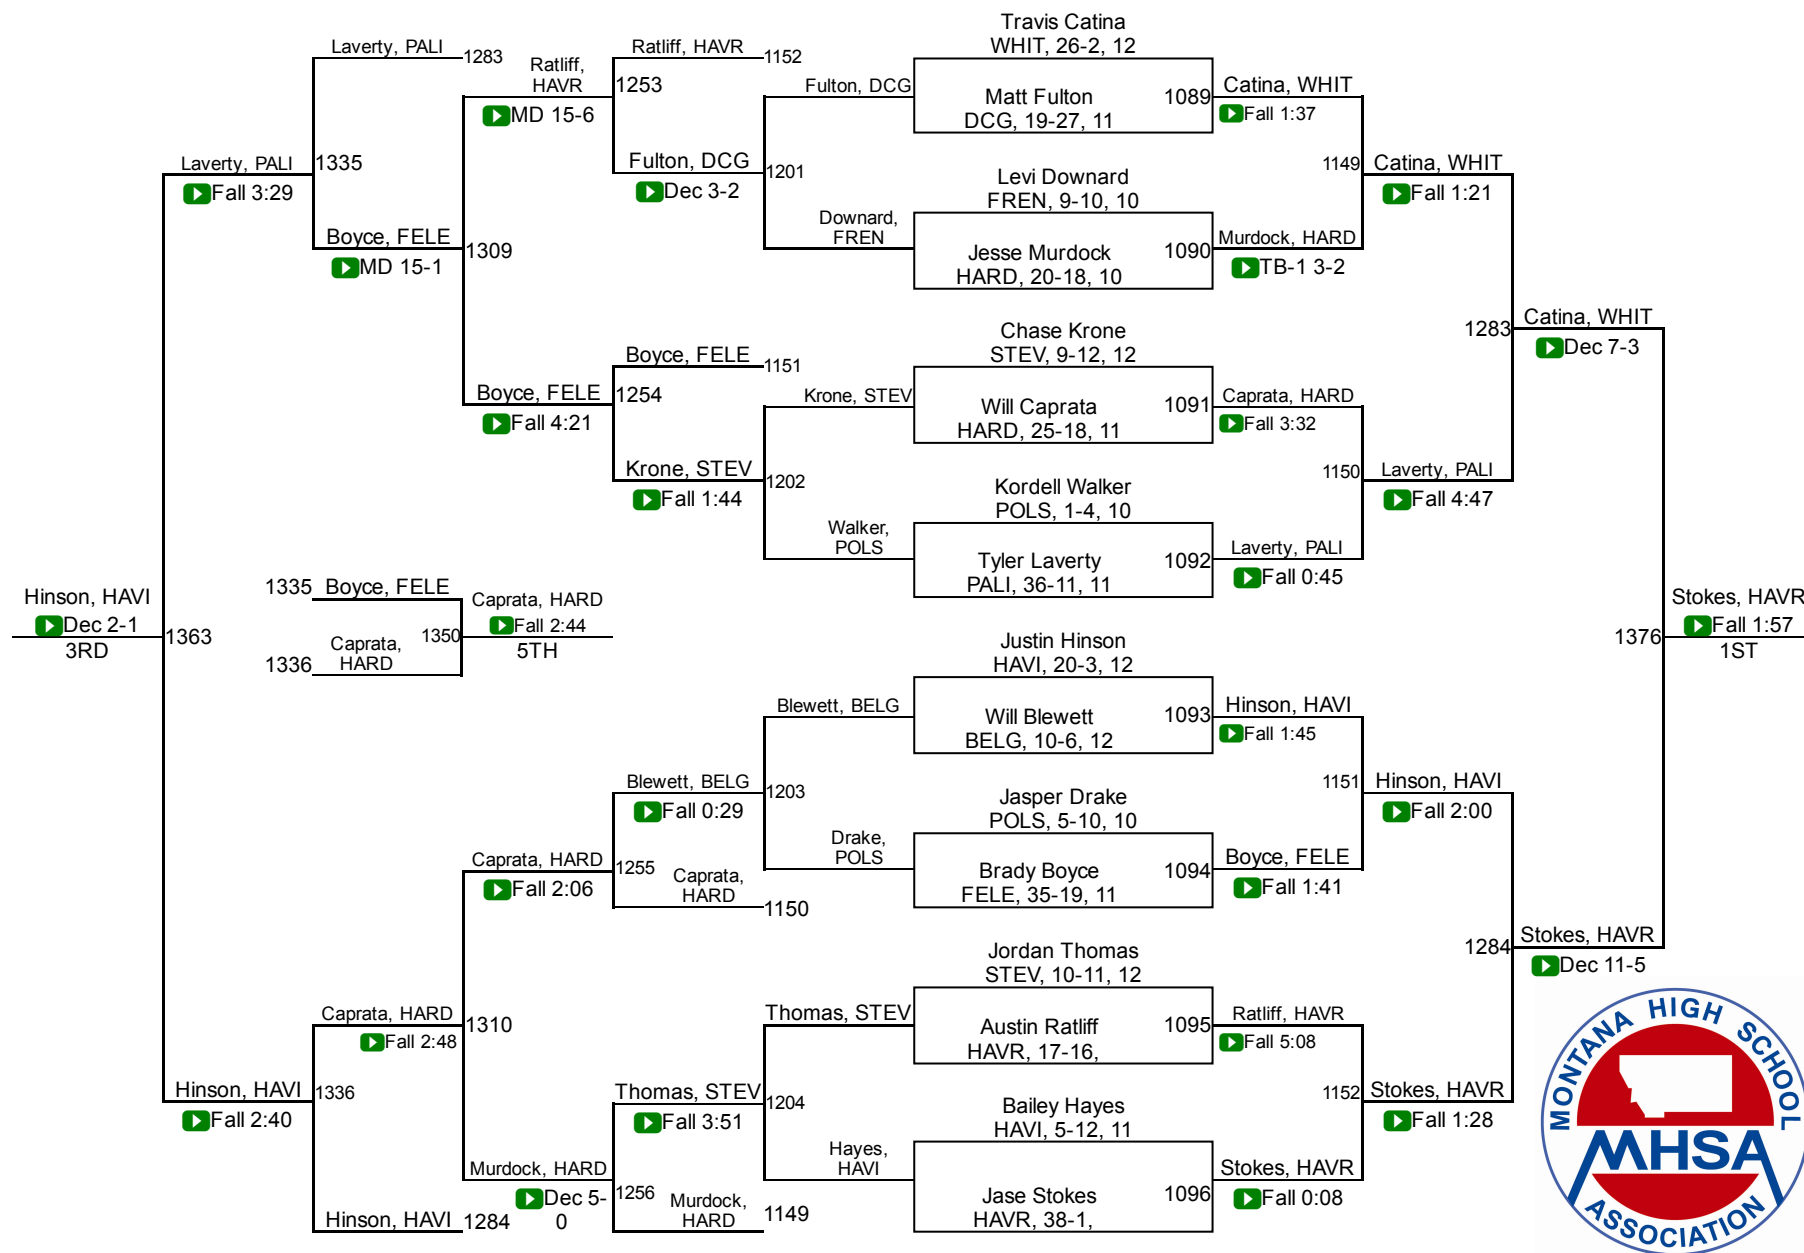 Travis Catina
WHIT, 26-2, 12
Laverty, PALI
1283
Ratliff,
HAVR
MD 15-6
Ratliff, HAVR
1152
1253
Fulton, DCG
Matt Fulton
DCG, 19-27, 11
1089
Catina, WHIT
Fall 1:37
Laverty, PALI
Fall 3:29
1335
Fulton, DCG
Dec 3-2
1201
Levi Downard
FREN, 9-10, 10
1149
Catina, WHIT
Fall 1:21
Boyce, FELE
MD 15-1
1309
Downard,
FREN
Jesse Murdock
HARD, 20-18, 10
1090
Murdock, HARD
TB-1 3-2
Chase Krone
STEV, 9-12, 12
1283
Catina, WHIT
Dec 7-3
Boyce, FELE
1151
Boyce, FELE
Fall 4:21
1254
Krone, STEV
Will Caprata
HARD, 25-18, 11
1091
Caprata, HARD
Fall 3:32
Krone, STEV
Fall 1:44
1202
Kordell Walker
POLS, 1-4, 10
1150
Laverty, PALI
Fall 4:47
Walker,
POLS
Tyler Laverty
PALI, 36-11, 11
1092
Laverty, PALI
Fall 0:45
Hinson, HAVI
Dec 2-1
3RD
1363
1335
Boyce, FELE
1336
Caprata,
HARD
1350
Caprata, HARD
Fall 2:44
5TH
1376
Stokes, HAVR
Fall 1:57
1ST
Justin Hinson
HAVI, 20-3, 12
Blewett, BELG
Will Blewett
BELG, 10-6, 12
1093
Hinson, HAVI
Fall 1:45
Blewett, BELG
Fall 0:29
1203
Jasper Drake
POLS, 5-10, 10
1151
Hinson, HAVI
Fall 2:00
Caprata, HARD
Fall 2:06
1255
Caprata,
HARD
1150
Drake,
POLS
Brady Boyce
FELE, 35-19, 11
1094
Boyce, FELE
Fall 1:41
Jordan Thomas
STEV, 10-11, 12
1284
Stokes, HAVR
Dec 11-5
Caprata, HARD
Fall 2:48
1310
Thomas, STEV
Austin Ratliff
HAVR, 17-16,
1095
Ratliff, HAVR
Fall 5:08
Hinson, HAVI
Fall 2:40
1336
Thomas, STEV
Fall 3:51
1204
Bailey Hayes
HAVI, 5-12, 11
1152
Stokes, HAVR
Fall 1:28
Murdock, HARD
Dec 5-
0
1256
Murdock,
HARD
1149
Hayes,
HAVI
Jase Stokes
HAVR, 38-1,
1096
Stokes, HAVR
Fall 0:08
Hinson, HAVI
1284
MONTANA HIGH SCHOOL
MHSA
ASSOCIATION